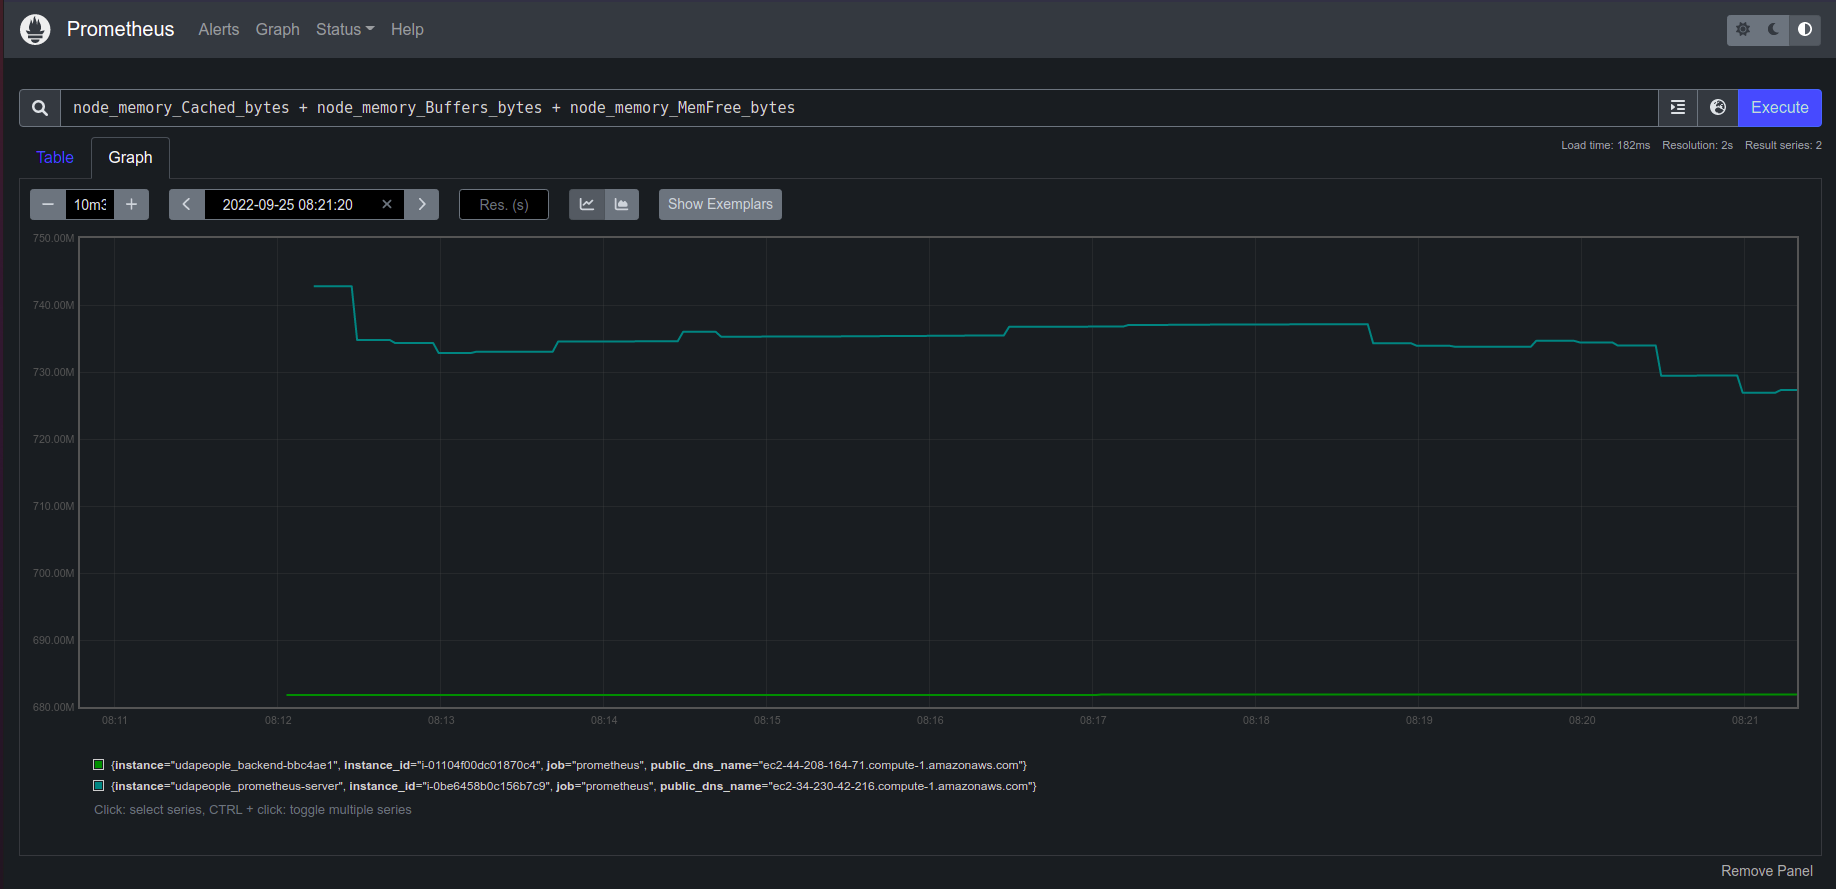 Prometheus Alerts Graph Status Help
node_memory_Cached_bytes + node_memory_Buffers_bytes + node_memory_MemFree_bytes Execute
Table Graph Load time: 182ms Resolution: 2s Result series: 2
10m3 2022-09-25 08:21:20 Res. (s) Show Exemplars
750.00M
740.00M
730.00M
720.00M
710.00M
700.00M
690.00M
680.00M
08:11 08:12 08:13 08:14 08:15 08:16 08:17 08:18 08:19 08:20 08:21
{instance="udapeople_backend-bbc4ae1", instance_id="i-01104f00dc01870c4", job="prometheus", public_dns_name="ec2-44-208-164-71.compute-1.amazonaws.com"}
{instance="udapeople_prometheus-server", instance_id="i-0be6458b0c156b7c9", job="prometheus", public_dns_name="ec2-34-230-42-216.compute-1.amazonaws.com"}
Click: select series, CTRL + click: toggle multiple series
Remove Panel